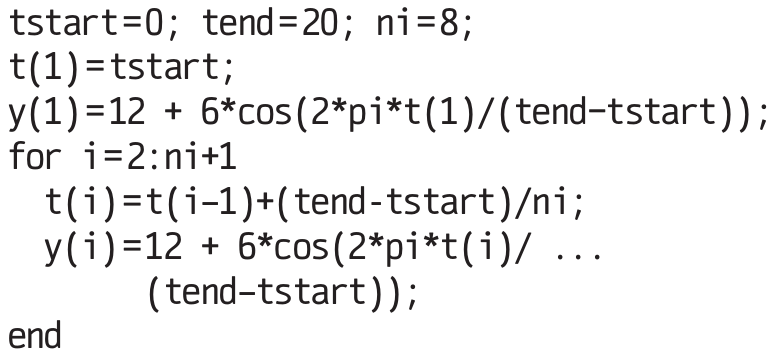 tstart=0; tend=20; ni=8;
t(1)=tstart;
y(1)=12 + 6*cos(2*pi*t(1)/(tend-tstart));
for i=2:ni+1
  t(i)=t(i-1)+(tend-tstart)/ni;
  y(i)=12 + 6*cos(2*pi*t(i)/ ...
       (tend-tstart));
end